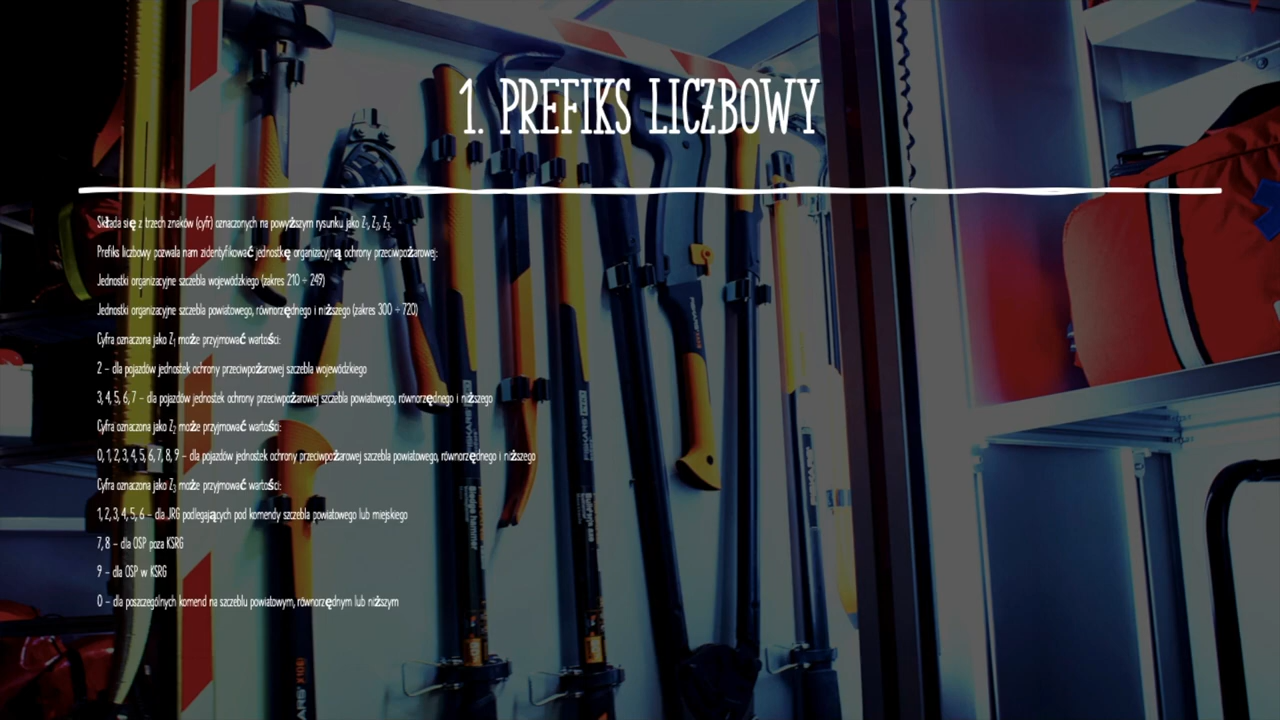 1. PREFIKS LICZBOWY
Składa się z trzech znaków (cyfr) oznaczonych na powyższym rysunku jako Z₁, Z₂, Z₃.
Prefiks liczbowy pozwala nam zidentyfikować jednostkę organizacyjną ochrony przeciwpożarowej:
Jednostki organizacyjne szczebla wojewódzkiego (zakres 210 ÷ 249)
Jednostki organizacyjne szczebla powiatowego, równorzędnego i niższego (zakres 300 ÷ 720)
Cyfra oznaczona jako Z₁ może przyjmować wartości:
2 – dla pojazdów jednostek ochrony przeciwpożarowej szczebla wojewódzkiego
3, 4, 5, 6, 7 – dla pojazdów jednostek ochrony przeciwpożarowej szczebla powiatowego, równorzędnego i niższego
Cyfra oznaczona jako Z₂ może przyjmować wartości:
0, 1, 2, 3, 4, 5, 6, 7, 8, 9 – dla pojazdów jednostek ochrony przeciwpożarowej szczebla powiatowego, równorzędnego i niższego
Cyfra oznaczona jako Z₃ może przyjmować wartości:
1, 2, 3, 4, 5, 6 – dla JRG podlegających pod komendy szczebla powiatowego lub miejskiego
7, 8 – dla OSP poza KSRG
9 – dla OSP w KSRG
0 – dla poszczególnych komend na szczeblu powiatowym, równorzędnym lub niższym